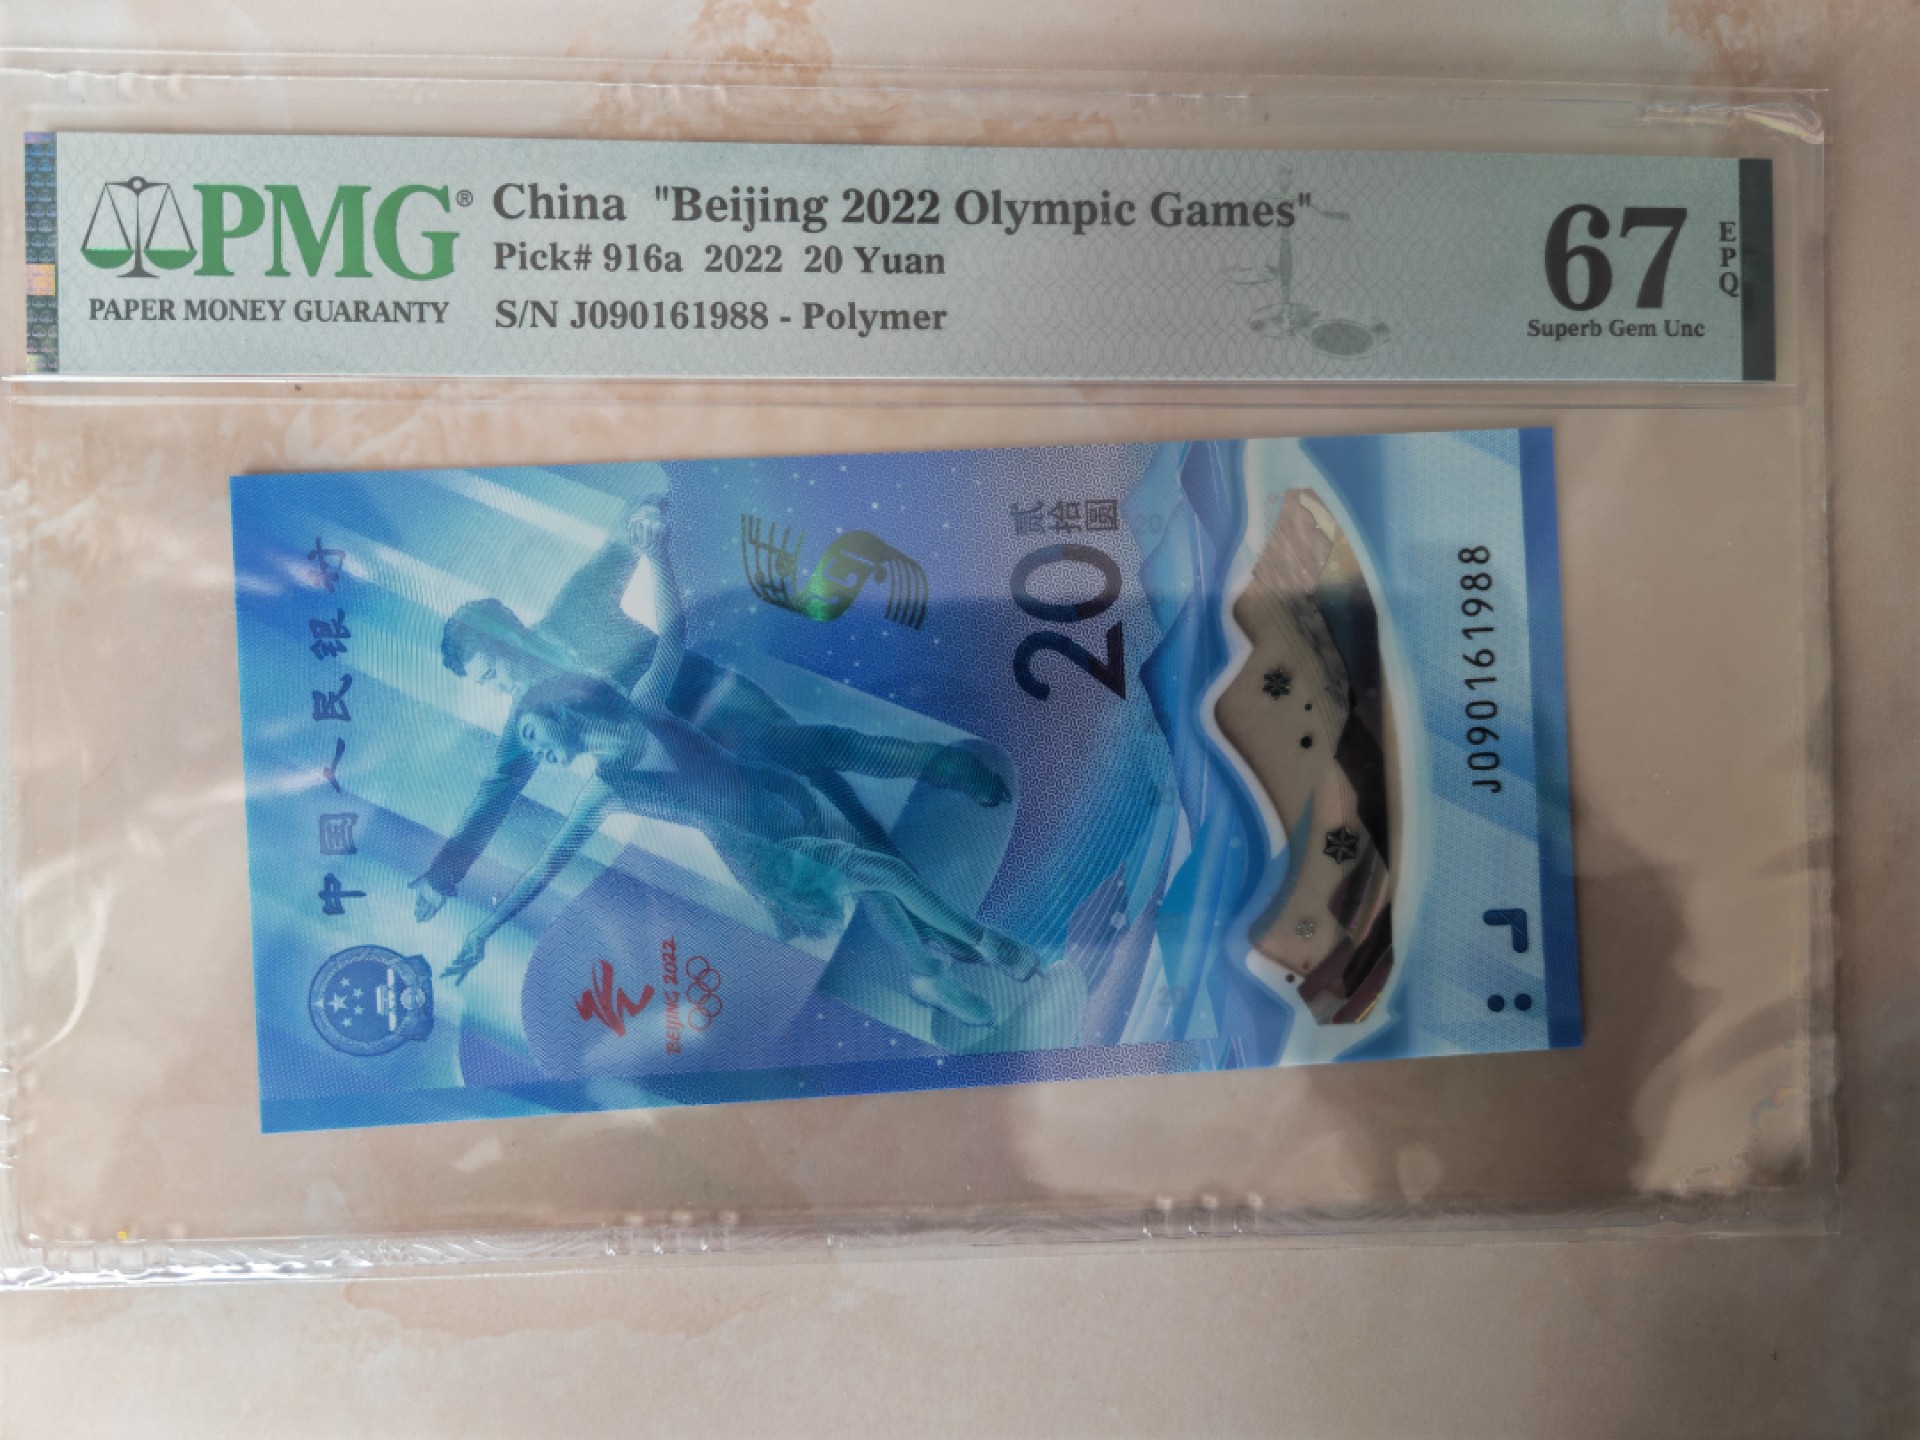 PMG®
PAPER MONEY GUARANTY
China "Beijing 2022 Olympic Games"
Pick# 916a 2022 20 Yuan
S/N J090161988 - Polymer
67
EPQ
Superb Gem Unc
中国人民银行
BEIJING 2022
20
贰拾圆
20
J090161988